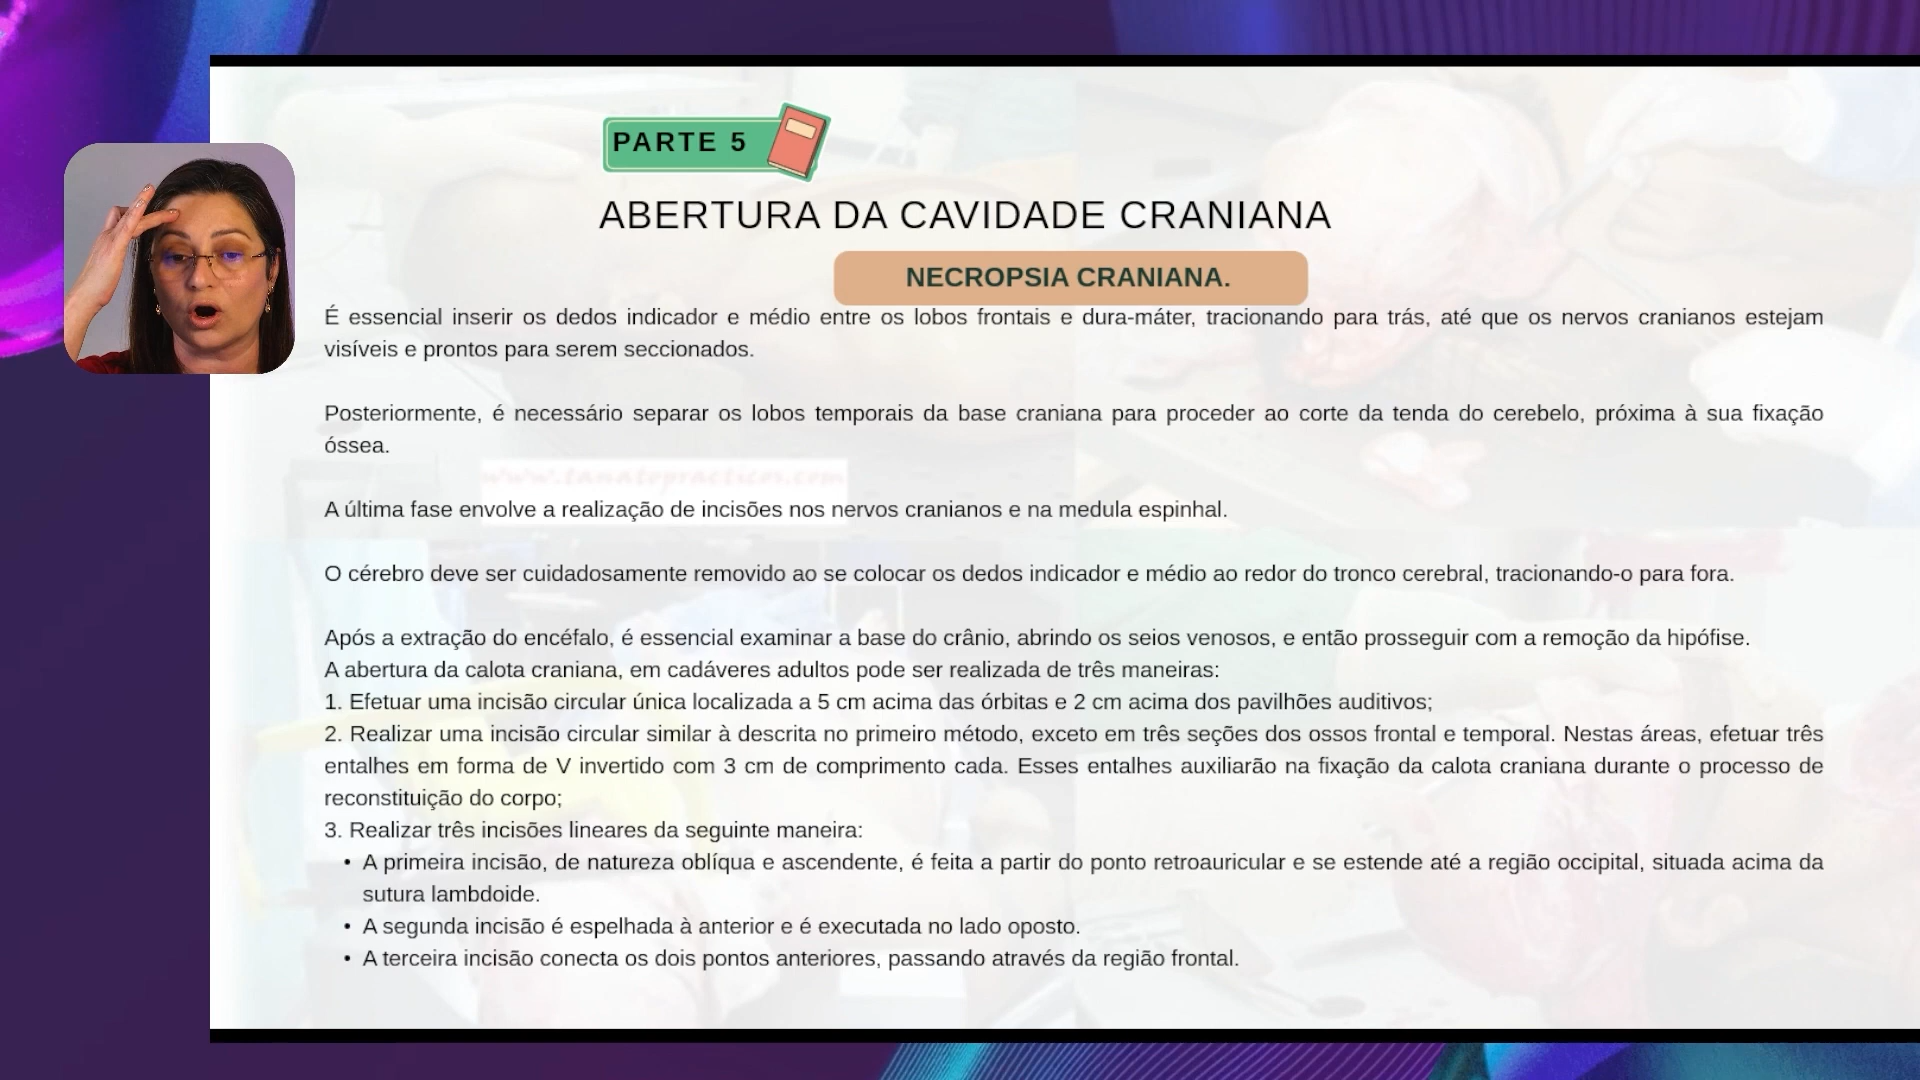 PARTE 5
ABERTURA DA CAVIDADE CRANIANA
NECROPSIA CRANIANA.
É essencial inserir os dedos indicador e médio entre os lobos frontais e dura-máter, tracionando para trás, até que os nervos cranianos estejam
visíveis e prontos para serem seccionados.
Posteriormente, é necessário separar os lobos temporais da base craniana para proceder ao corte da tenda do cerebelo, próxima à sua fixação
óssea.
www.tanatopracticos.com
A última fase envolve a realização de incisões nos nervos cranianos e na medula espinhal.
O cérebro deve ser cuidadosamente removido ao se colocar os dedos indicador e médio ao redor do tronco cerebral, tracionando-o para fora.
Após a extração do encéfalo, é essencial examinar a base do crânio, abrindo os seios venosos, e então prosseguir com a remoção da hipófise.
A abertura da calota craniana, em cadáveres adultos pode ser realizada de três maneiras:
1. Efetuar uma incisão circular única localizada a 5 cm acima das órbitas e 2 cm acima dos pavilhões auditivos;
2. Realizar uma incisão circular similar à descrita no primeiro método, exceto em três seções dos ossos frontal e temporal. Nestas áreas, efetuar três
entalhes em forma de V invertido com 3 cm de comprimento cada. Esses entalhes auxiliarão na fixação da calota craniana durante o processo de
reconstituição do corpo;
3. Realizar três incisões lineares da seguinte maneira:
• A primeira incisão, de natureza oblíqua e ascendente, é feita a partir do ponto retroauricular e se estende até a região occipital, situada acima da
sutura lambdoide.
• A segunda incisão é espelhada à anterior e é executada no lado oposto.
• A terceira incisão conecta os dois pontos anteriores, passando através da região frontal.